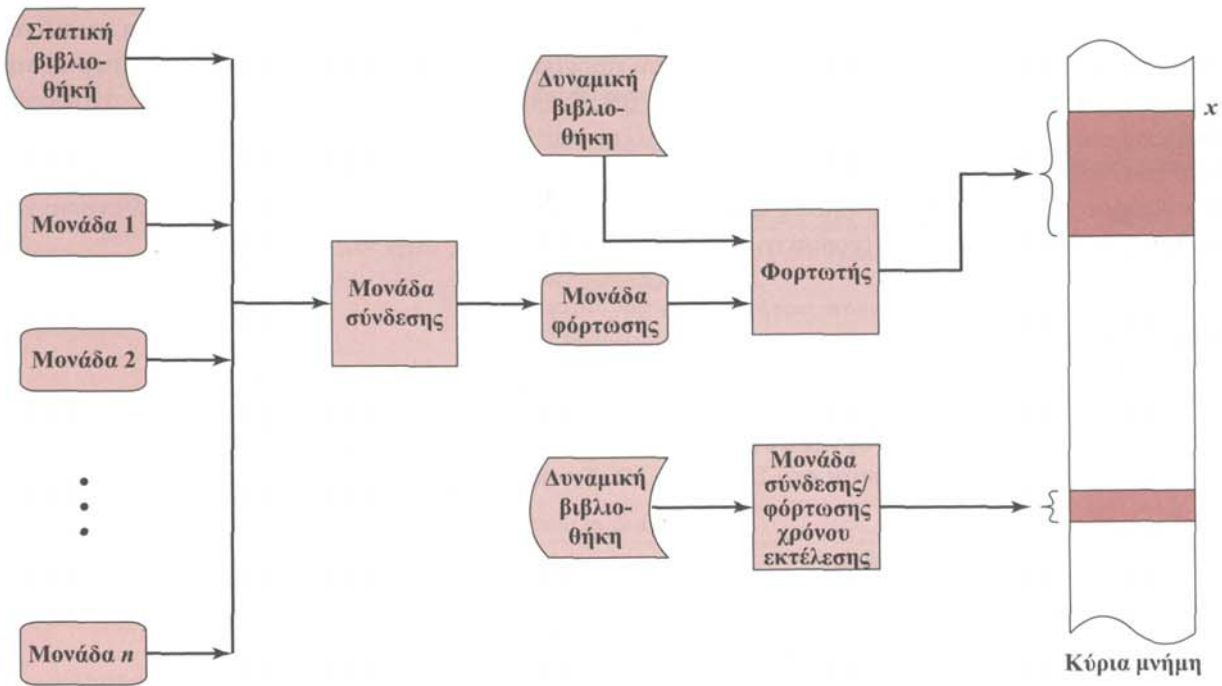 Στατική
βιβλιο-
θήκή
Δυναμική
βιβλιο-
θήκη
x
Μονάδα 1
Μονάδα
σύνδεσης
Μονάδα
φόρτωσης
Φορτωτής
Μονάδα 2
Δυναμική
βιβλιο-
θήκη
Μονάδα
σύνδεσης/
φόρτωσης
χρόνου
εκτέλεσης
Μονάδα n
Κύρια μνήμη